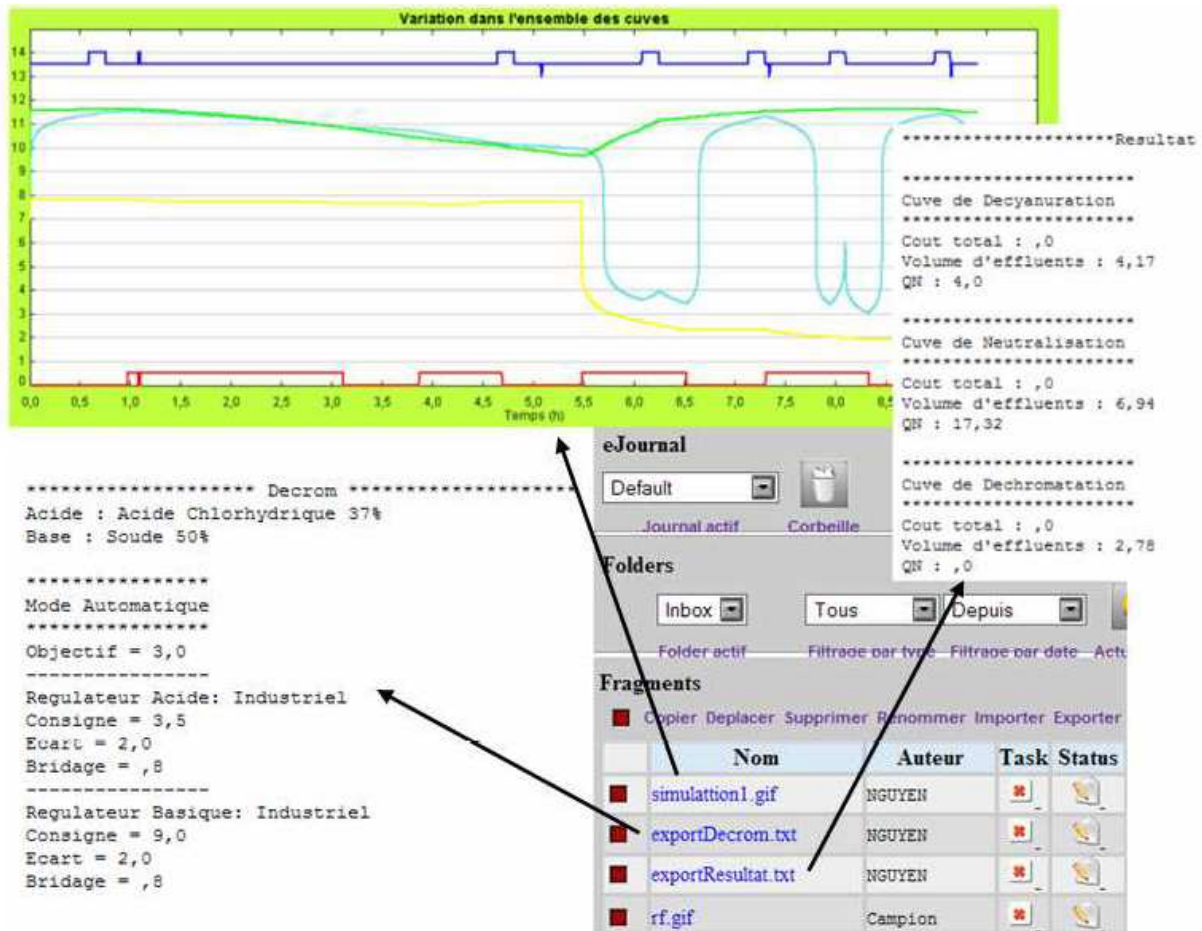 Variation dans l'ensemble des cuves
14
13
12
11
10
9
8
7
6
5
4
3
2
1
0
0,0 0,5 1,0 1,5 2,0 2,5 3,0 3,5 4,0 4,5 5,0 5,5 6,0 6,5 7,0 7,5 8,0 8,5
Temps (h)
*********************Resultat
***********************
Cuve de Decyanuration
***********************
Cout total : ,0
Volume d'effluents : 4,17
QN : 4,0
***********************
Cuve de Neutralisation
***********************
Cout total : ,0
Volume d'effluents : 6,94
QN : 17,32
***********************
Cuve de Dechromatation
***********************
Cout total : ,0
Volume d'effluents : 2,78
QN : ,0
********************** Decrom **********************
Acide : Acide Chlorhydrique 37%
Base : Soude 50%
****************
Mode Automatique
****************
Objectif = 3,0
----------------
Regulateur Acide: Industriel
Consigne = 3,5
Ecart = 2,0
Bridage = ,8
----------------
Regulateur Basique: Industriel
Consigne = 9,0
Ecart = 2,0
Bridage = ,8
eJournal
Default
Journal actif Corbeille
Folders
Inbox Tous Depuis
Folder actif Filtrage par type Filtrage par date Actu
Fragments
Copier Deplacer Supprimer Renommer Importer Exporter
Nom Auteur Task Status
simulattion1.gif NGUYEN
exportDecrom.txt NGUYEN
exportResultat.txt NGUYEN
rf.gif Campion